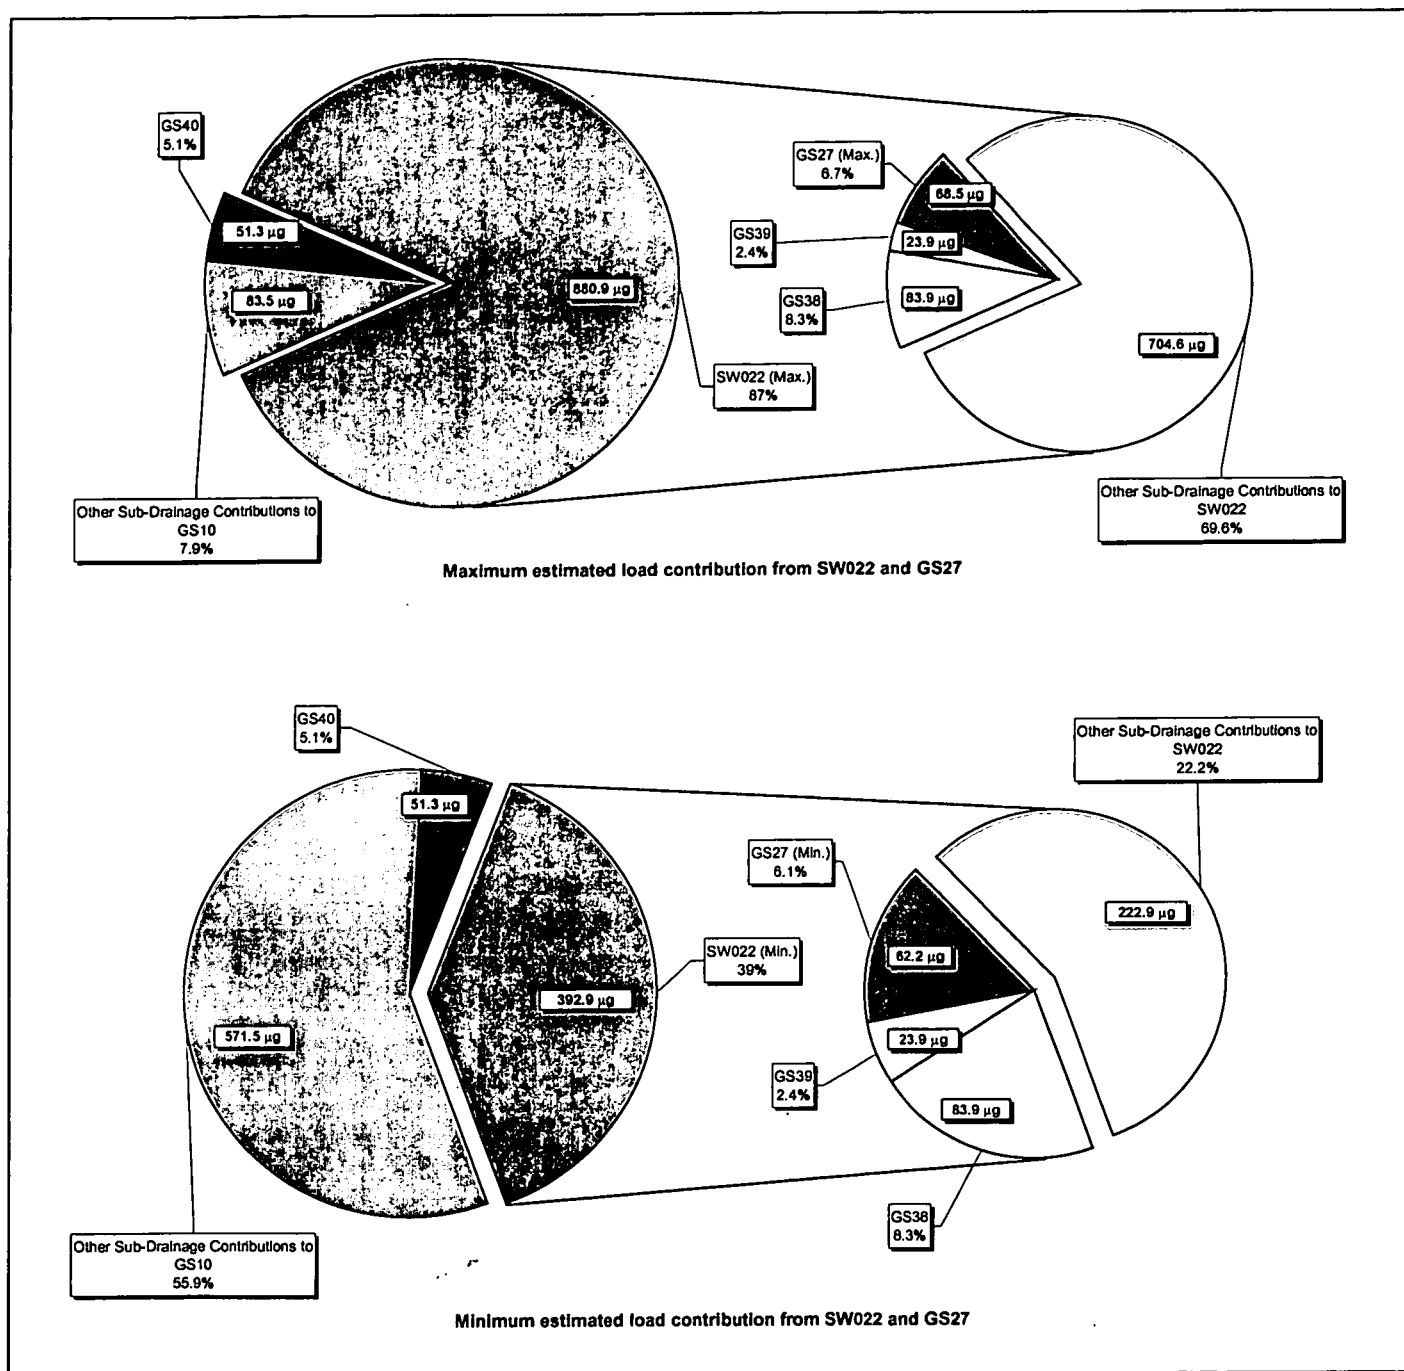 GS40
5.1%
51.3 µg
83.5 µg
880.9 µg
SW022 (Max.)
87%
Other Sub-Drainage Contributions to
GS10
7.9%
GS27 (Max.)
6.7%
68.5 µg
GS39
2.4%
23.9 µg
GS38
8.3%
83.9 µg
704.6 µg
Other Sub-Drainage Contributions to
SW022
69.6%
Maximum estimated load contribution from SW022 and GS27
GS40
5.1%
51.3 µg
571.5 µg
392.9 µg
SW022 (Min.)
39%
Other Sub-Drainage Contributions to
GS10
55.9%
Other Sub-Drainage Contributions to
SW022
22.2%
GS27 (Min.)
6.1%
62.2 µg
222.9 µg
GS39
2.4%
23.9 µg
83.9 µg
GS38
8.3%
Minimum estimated load contribution from SW022 and GS27